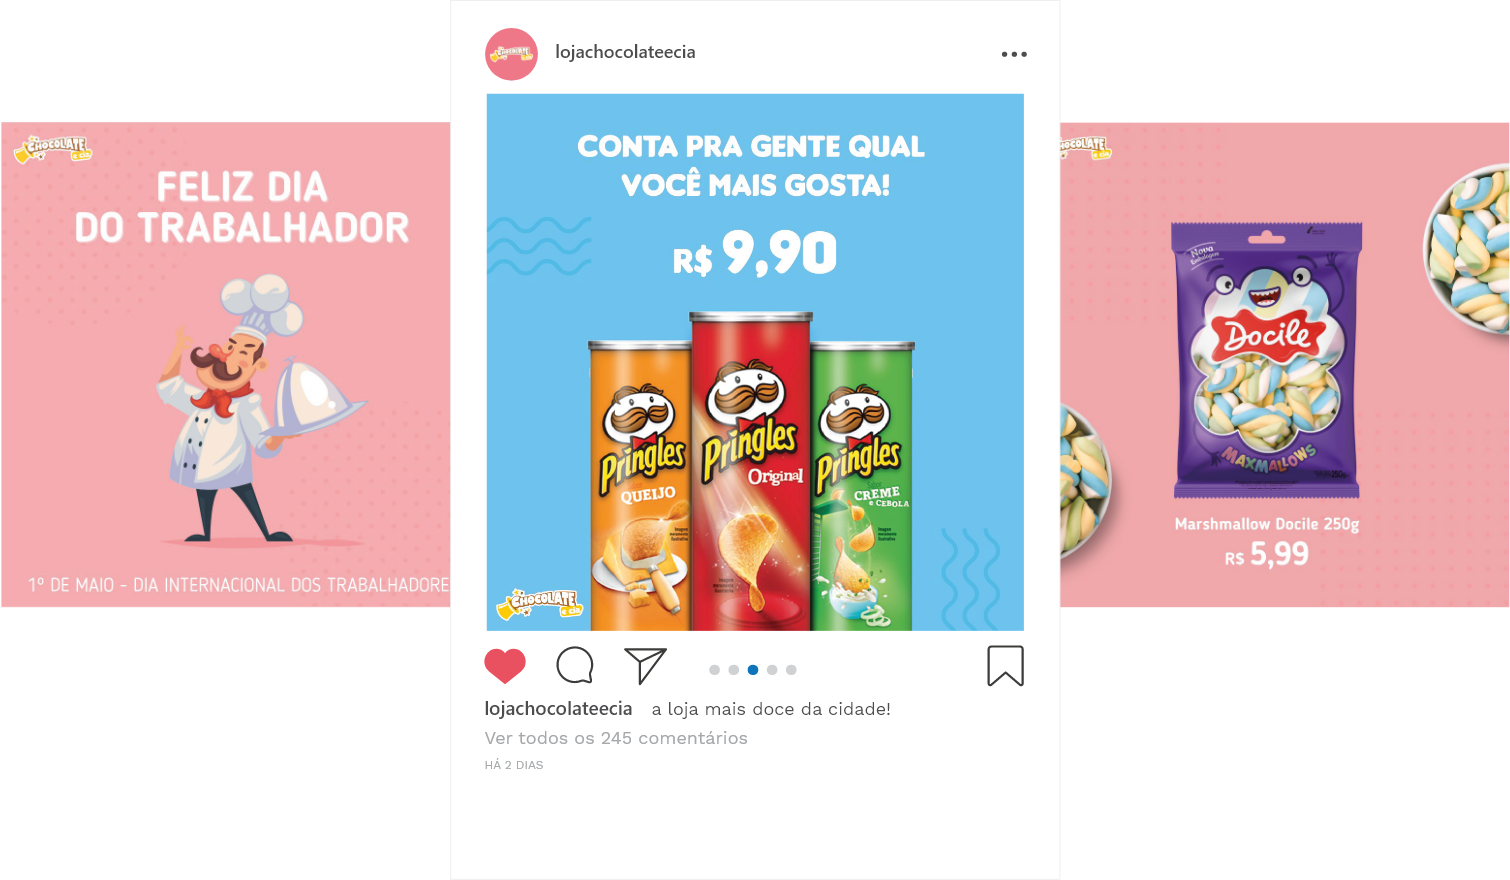 CHOCOLATE
e cia
FELIZ DIA
DO TRABALHADOR
1º DE MAIO - DIA INTERNACIONAL DOS TRABALHADORE
CHOCOLATE
lojachocolateecia
CONTA PRA GENTE QUAL
VOCÊ MAIS GOSTA!
R$ 9,90
Pringles
QUEIJO
Pringles
Original
Pringles
CREME
e CEBOLA
CHOCOLATE
e cia
lojachocolateecia a loja mais doce da cidade!
Ver todos os 245 comentários
HÁ 2 DIAS
HOCOLATE
e cia
Nova
Embalagem
Docile
MAXMALLOWS
250g
Marshmallow Docile 250g
R$ 5,99